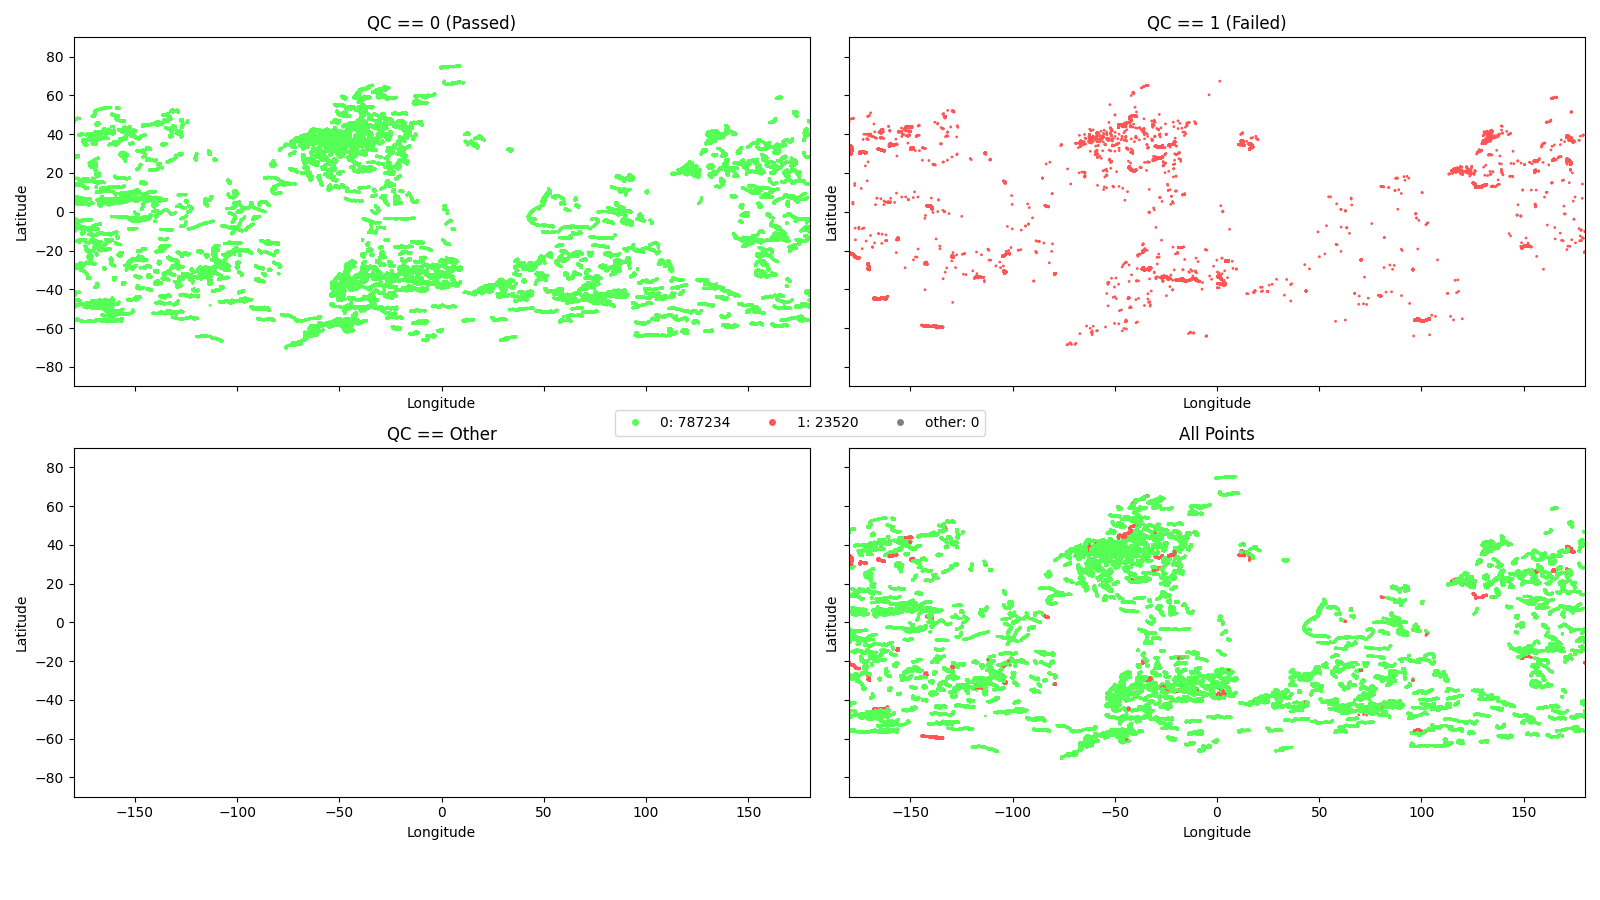 QC == 0 (Passed)
QC == 1 (Failed)
80
60
40
20
0
−20
−40
−60
−80
Latitude
Latitude
Longitude
Longitude
0: 787234
1: 23520
other: 0
QC == Other
All Points
80
60
40
20
0
−20
−40
−60
−80
Latitude
Latitude
−150
−100
−50
0
50
100
150
−150
−100
−50
0
50
100
150
Longitude
Longitude